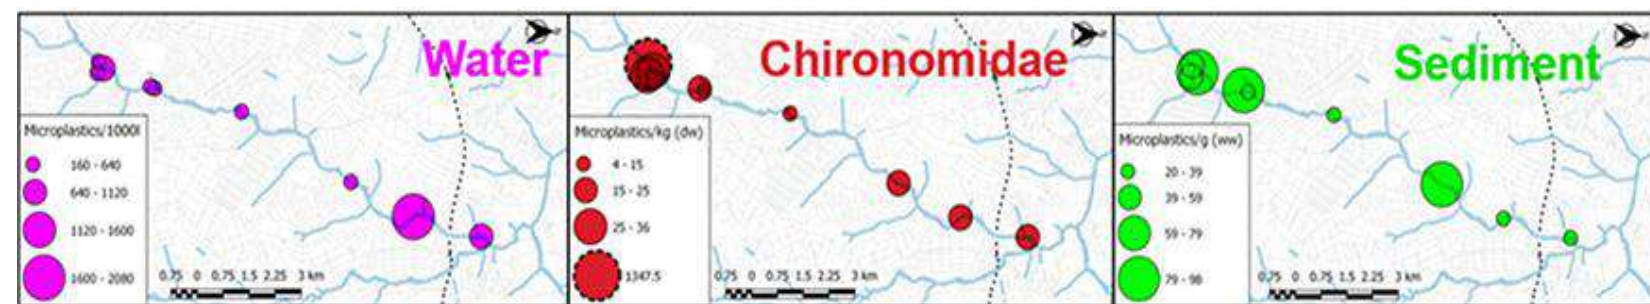 Water
Microplastics/1000l
160 - 640
640 - 1120
1120 - 1600
1600 - 2080
0.75 0 0.75 1.5 2.25 3 km
Chironomidae
Microplastics/kg (dw)
4 - 15
15 - 25
25 - 36
1347.5
0.75 0 0.75 1.5 2.25 3 km
Sediment
Microplastics/g (ww)
20 - 39
39 - 59
59 - 79
79 - 98
0.75 0 0.75 1.5 2.25 3 km